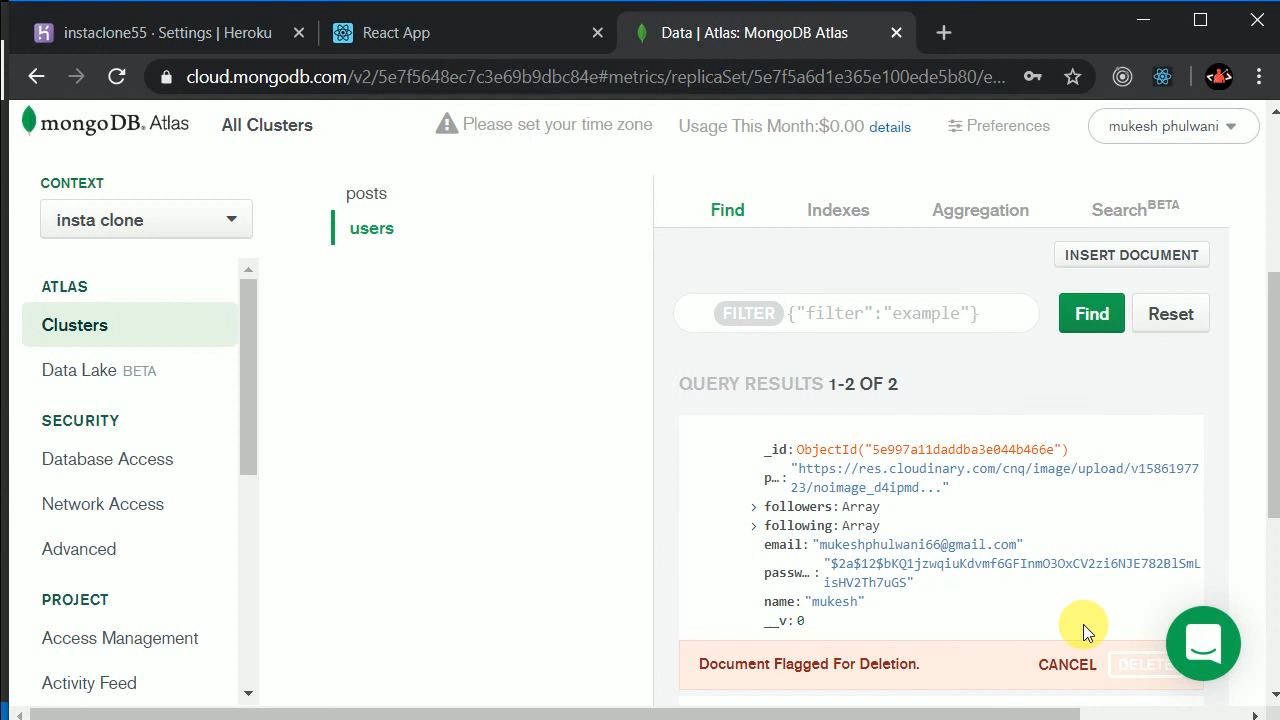 instaclone55 · Settings | Heroku
React App
Data | Atlas: MongoDB Atlas
cloud.mongodb.com/v2/5e7f5648ec7c3e69b9dbc84e#metrics/replicaSet/5e7f5a6d1e365e100ede5b80/e...
mongoDB. Atlas
All Clusters
Please set your time zone
Usage This Month:$0.00 details
Preferences
mukesh phulwani
CONTEXT
insta clone
ATLAS
Clusters
Data Lake BETA
SECURITY
Database Access
Network Access
Advanced
PROJECT
Access Management
Activity Feed
posts
users
Find
Indexes
Aggregation
Search BETA
INSERT DOCUMENT
FILTER {"filter":"example"}
Find
Reset
QUERY RESULTS 1-2 OF 2
_id: ObjectId("5e997a11daddba3e044b466e")
p…: "https://res.cloudinary.com/cnq/image/upload/v15861977
23/noimage_d4ipmd..."
followers: Array
following: Array
email: "mukeshphulwani66@gmail.com"
passw…: "$2a$12$bKQ1jzwqiuKdvmf6GFInmO3OxCV2zi6NJE782BlSmL
isHV2Th7uGS"
name: "mukesh"
__v: 0
Document Flagged For Deletion.
CANCEL
DELETE